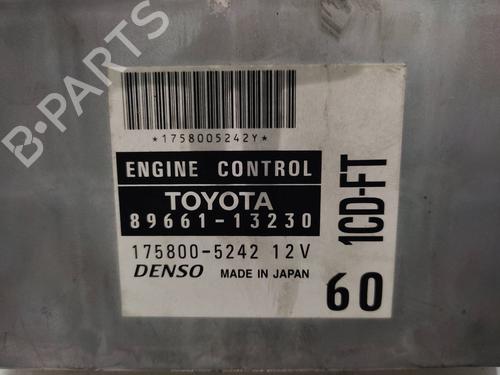 B-PARTS
*1758005242Y*
ENGINE CONTROL
TOYOTA
89661-13230
175800-5242 12V
DENSO MADE IN JAPAN
1CD-FT
60